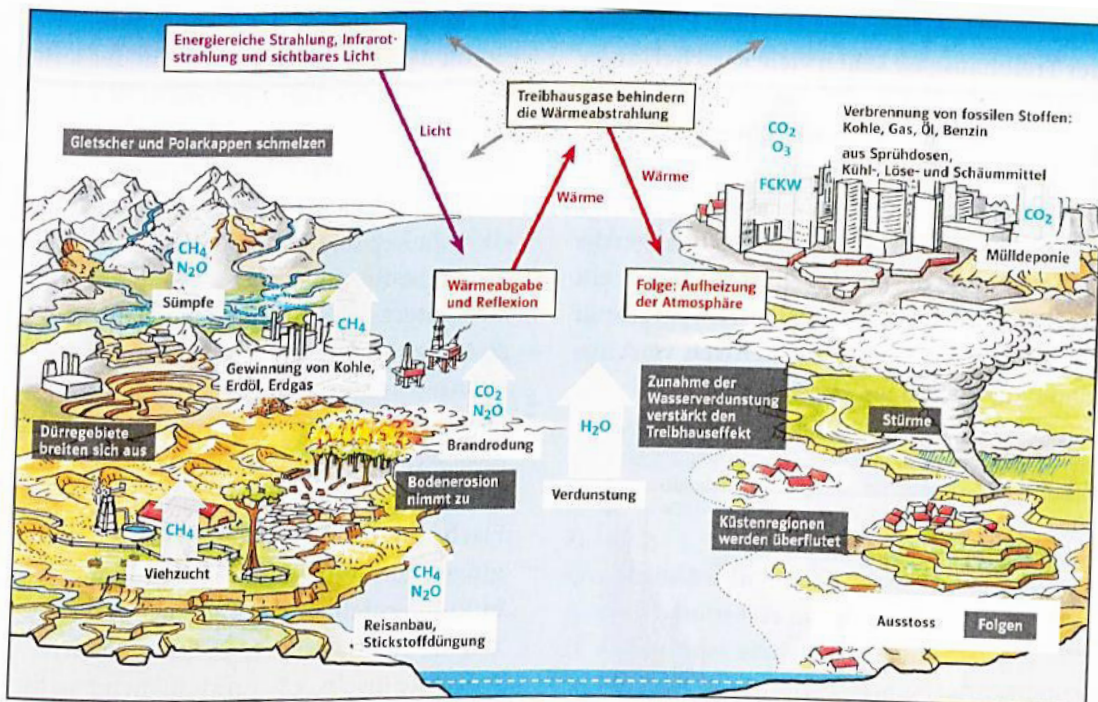 Energiereiche Strahlung, Infrarot-
strahlung und sichtbares Licht
Treibhausgase behindern
die Wärmeabstrahlung
Licht
Wärme
Wärme
Gletscher und Polarkappen schmelzen
CO₂
O₃
FCKW
Verbrennung von fossilen Stoffen:
Kohle, Gas, Öl, Benzin
aus Sprühdosen,
Kühl-, Löse- und Schäummittel
CO₂
Mülldeponie
CH₄
N₂O
Sümpfe
CH₄
Gewinnung von Kohle,
Erdöl, Erdgas
Wärmeabgabe
und Reflexion
Folge: Aufheizung
der Atmosphäre
CO₂
N₂O
Brandrodung
H₂O
Verdunstung
Zunahme der
Wasserverdunstung
verstärkt den
Treibhauseffekt
Stürme
Dürregebiete
breiten sich aus
Bodenerosion
nimmt zu
CH₄
Viehzucht
Küstenregionen
werden überflutet
CH₄
N₂O
Reisanbau,
Stickstoffdüngung
Ausstoss
Folgen